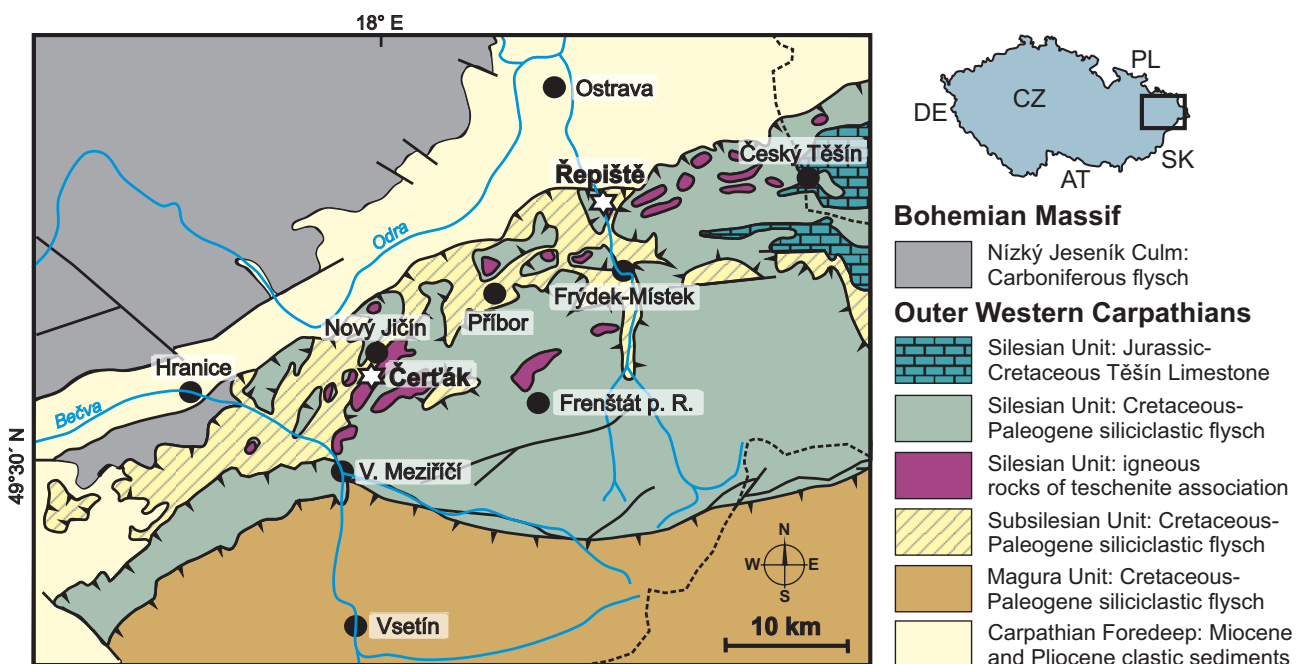 18° E
Ostrava
Český Těšín
Řepiště
Odra
Frýdek-Místek
Příbor
Nový Jičín
Hranice
Čerťák
Frenštát p. R.
Bečva
49°30´ N
V. Meziříčí
N
W E
S
Vsetín
10 km
PL
DE
CZ
SK
AT
Bohemian Massif
Nízký Jeseník Culm:
Carboniferous flysch
Outer Western Carpathians
Silesian Unit: Jurassic-
Cretaceous Těšín Limestone
Silesian Unit: Cretaceous-
Paleogene siliciclastic flysch
Silesian Unit: igneous
rocks of teschenite association
Subsilesian Unit: Cretaceous-
Paleogene siliciclastic flysch
Magura Unit: Cretaceous-
Paleogene siliciclastic flysch
Carpathian Foredeep: Miocene
and Pliocene clastic sediments